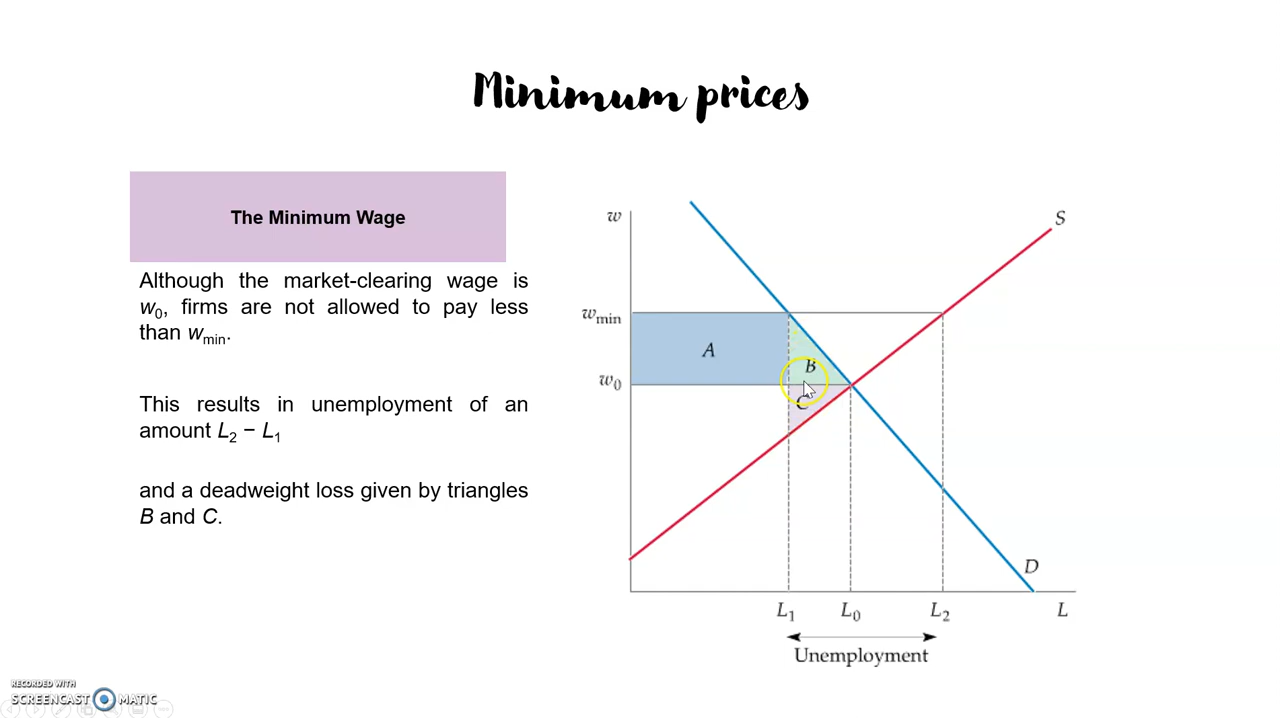 Minimum prices
The Minimum Wage
Although the market-clearing wage is
w₀, firms are not allowed to pay less
than wₘᵢₙ.
This results in unemployment of an
amount L₂ − L₁
and a deadweight loss given by triangles
B and C.
w
S
wₘᵢₙ
A
B
w₀
C
D
L₁
L₀
L₂
L
Unemployment
RECORDED WITH
SCREENCAST MATIC